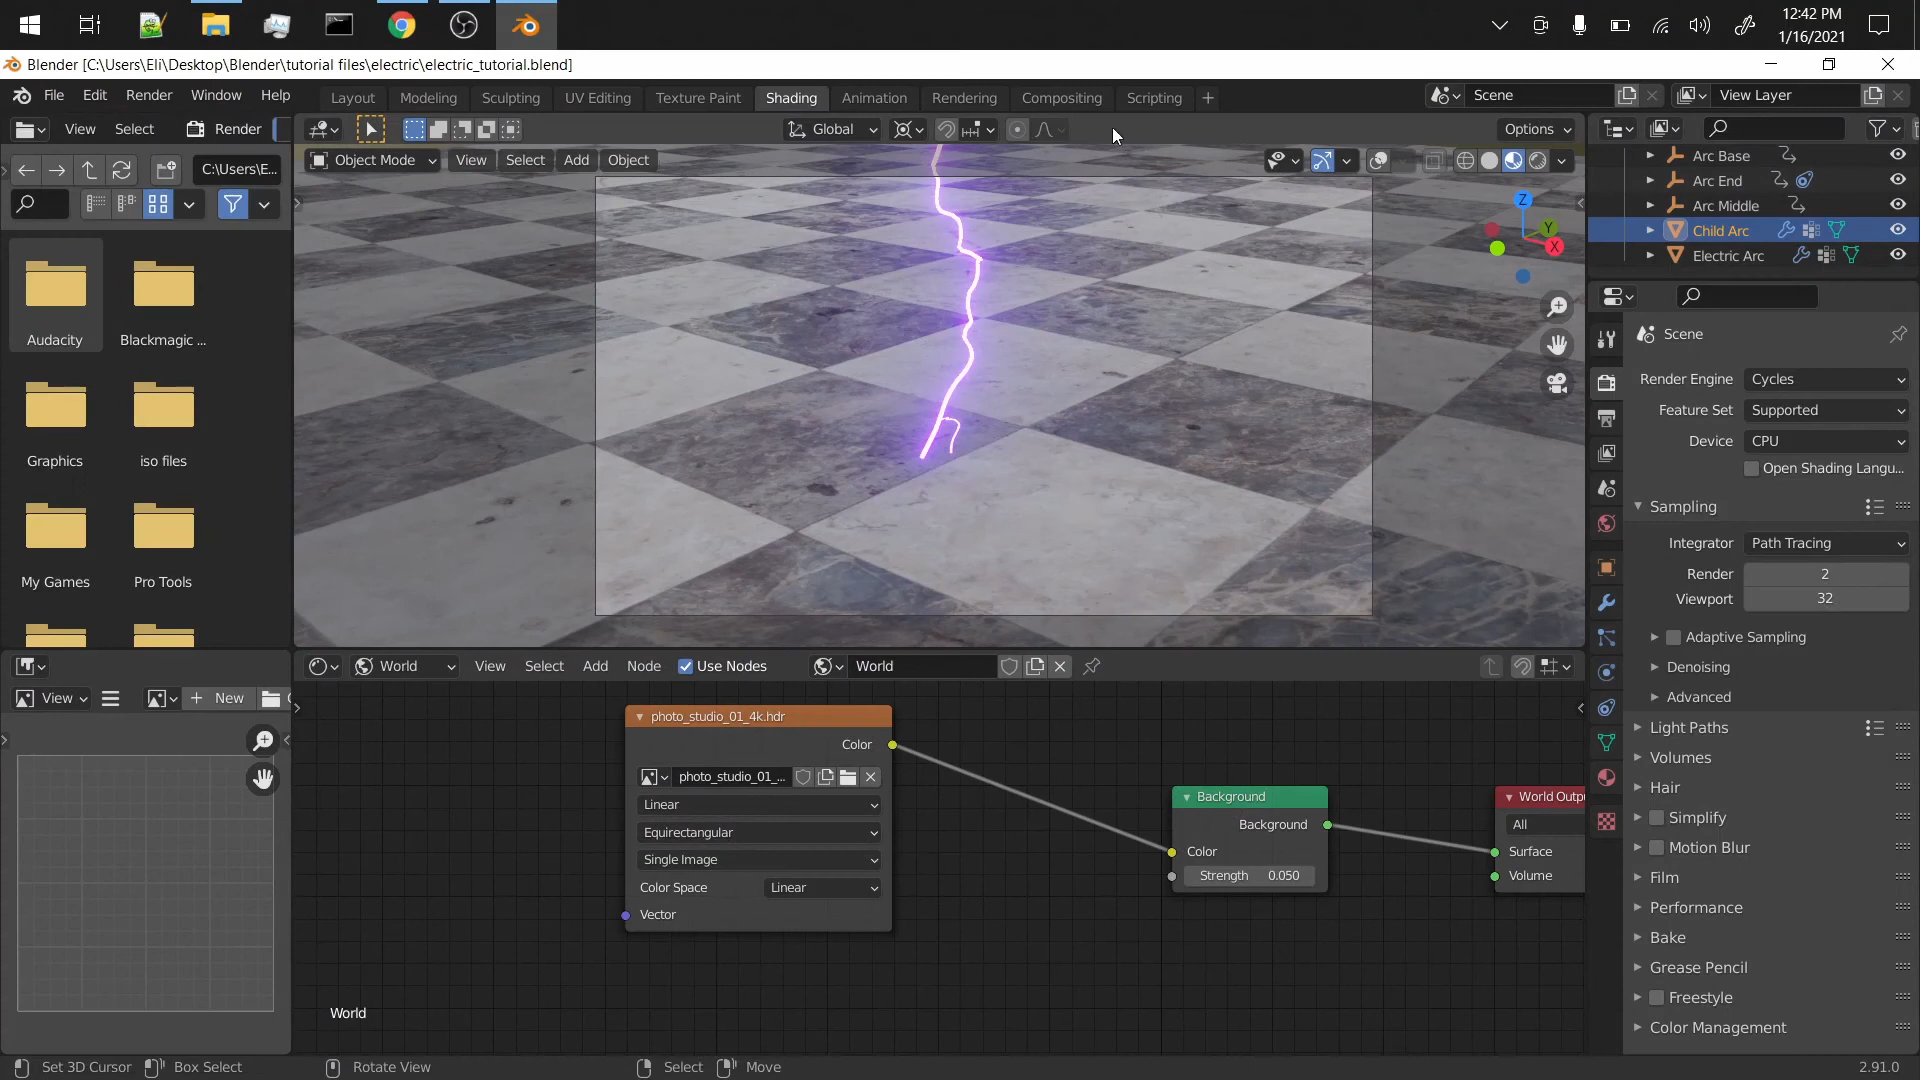 12:42 PM
1/16/2021
Blender [C:\Users\Eli\Desktop\Blender\tutorial files\electric\electric_tutorial.blend]
File Edit Render Window Help
Layout Modeling Sculpting UV Editing Texture Paint Shading Animation Rendering Compositing Scripting +
Scene
View Layer
View Select Render
Global
Options
C:\Users\E...
Object Mode View Select Add Object
Arc Base
Arc End
Arc Middle
Child Arc
Electric Arc
Z
Y
X
Audacity
Blackmagic ...
Graphics
iso files
My Games
Pro Tools
Scene
Render Engine Cycles
Feature Set Supported
Device CPU
Open Shading Langu...
Sampling
Integrator Path Tracing
Render 2
Viewport 32
Adaptive Sampling
Denoising
Advanced
Light Paths
Volumes
Hair
Simplify
Motion Blur
Film
Performance
Bake
Grease Pencil
Freestyle
Color Management
View
+ New
World View Select Add Node Use Nodes World
photo_studio_01_4k.hdr
Color
photo_studio_01_...
Linear
Equirectangular
Single Image
Color Space Linear
Vector
Background
Background
Color
Strength 0.050
World Outpu
All
Surface
Volume
World
Set 3D Cursor Box Select Rotate View Select Move 2.91.0